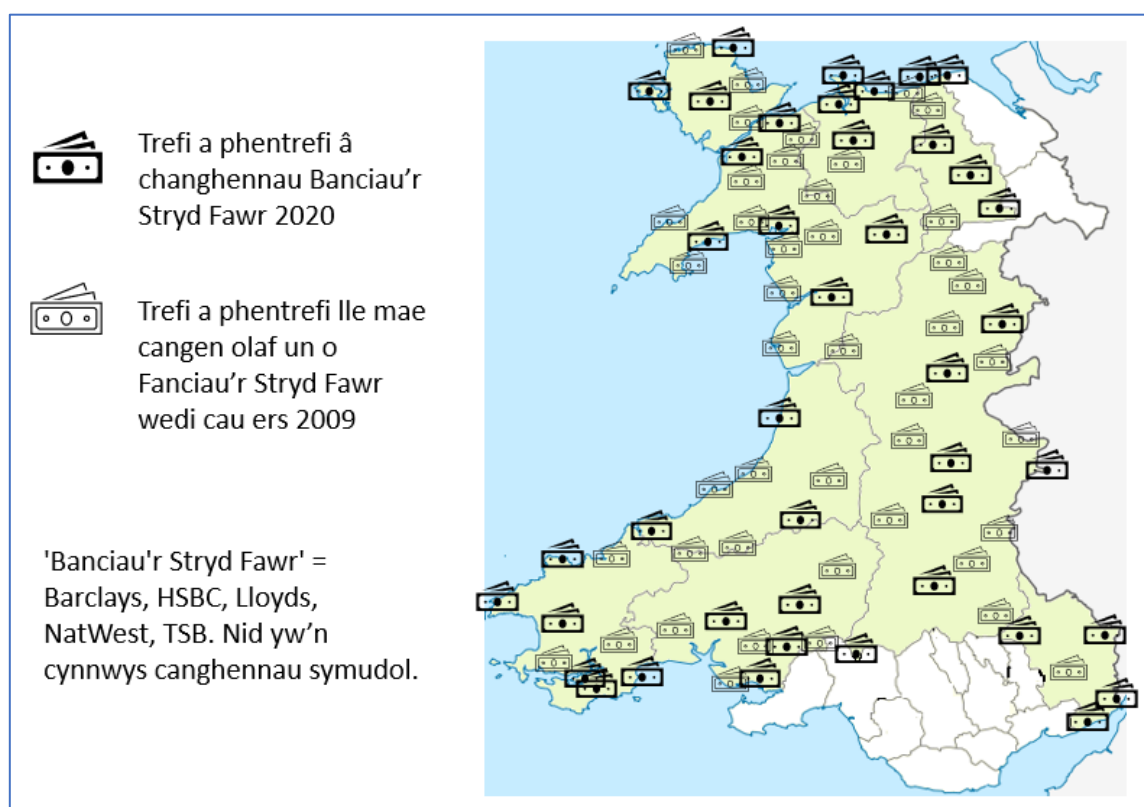 Trefi a phentrefi â
changhennau Banciau’r
Stryd Fawr 2020
Trefi a phentrefi lle mae
cangen olaf un o
Fanciau’r Stryd Fawr
wedi cau ers 2009
'Banciau'r Stryd Fawr' =
Barclays, HSBC, Lloyds,
NatWest, TSB. Nid yw’n
cynnwys canghennau symudol.